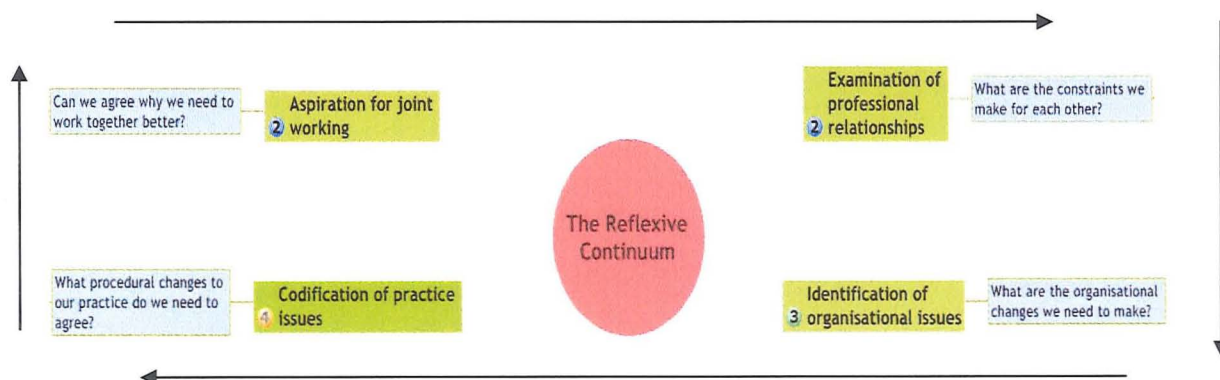 Can we agree why we need to
work together better?
Aspiration for joint
2 working
Examination of
professional
2 relationships
What are the constraints we
make for each other?
The Reflexive
Continuum
What procedural changes to
our practice do we need to
agree?
Codification of practice
4 issues
Identification of
3 organisational issues
What are the organisational
changes we need to make?